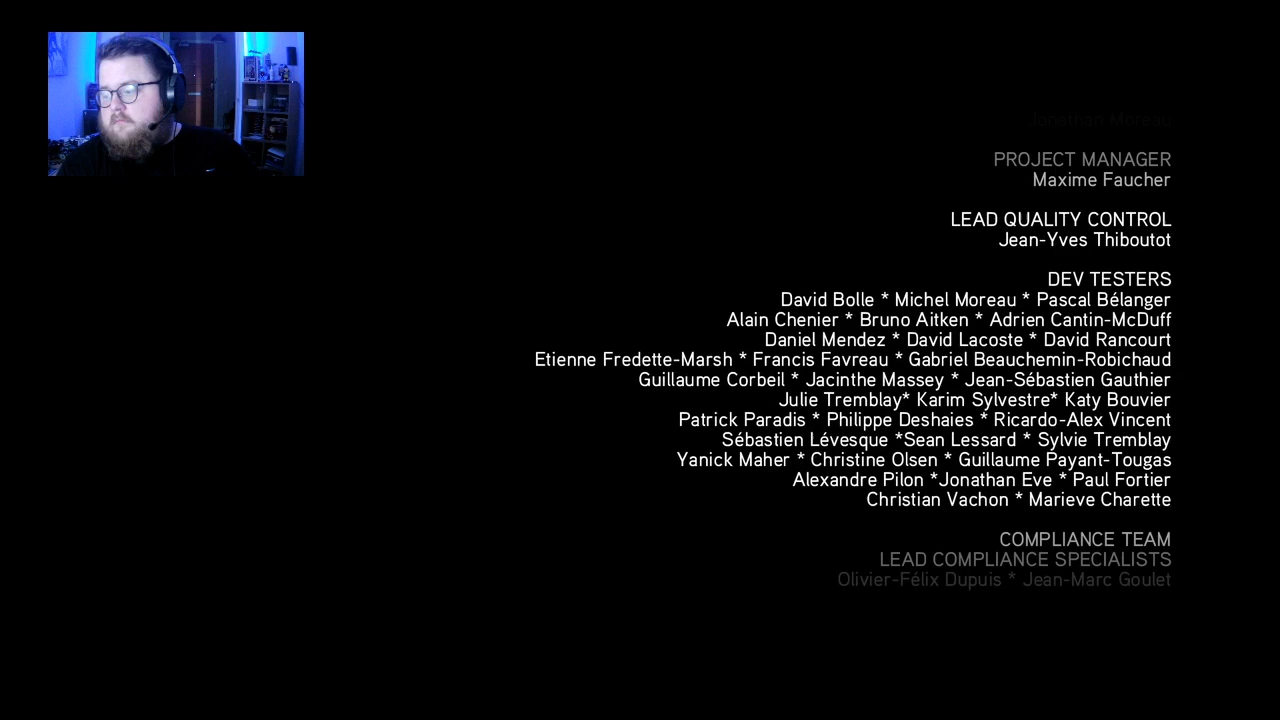 Jonathan Moreau
PROJECT MANAGER
Maxime Faucher
LEAD QUALITY CONTROL
Jean-Yves Thiboutot
DEV TESTERS
David Bolle * Michel Moreau * Pascal Bélanger
Alain Chenier * Bruno Aitken * Adrien Cantin-McDuff
Daniel Mendez * David Lacoste * David Rancourt
Etienne Fredette-Marsh * Francis Favreau * Gabriel Beauchemin-Robichaud
Guillaume Corbeil * Jacinthe Massey * Jean-Sébastien Gauthier
Julie Tremblay* Karim Sylvestre* Katy Bouvier
Patrick Paradis * Philippe Deshaies * Ricardo-Alex Vincent
Sébastien Lévesque *Sean Lessard * Sylvie Tremblay
Yanick Maher * Christine Olsen * Guillaume Payant-Tougas
Alexandre Pilon *Jonathan Eve * Paul Fortier
Christian Vachon * Marieve Charette
COMPLIANCE TEAM
LEAD COMPLIANCE SPECIALISTS
Olivier-Félix Dupuis * Jean-Marc Goulet